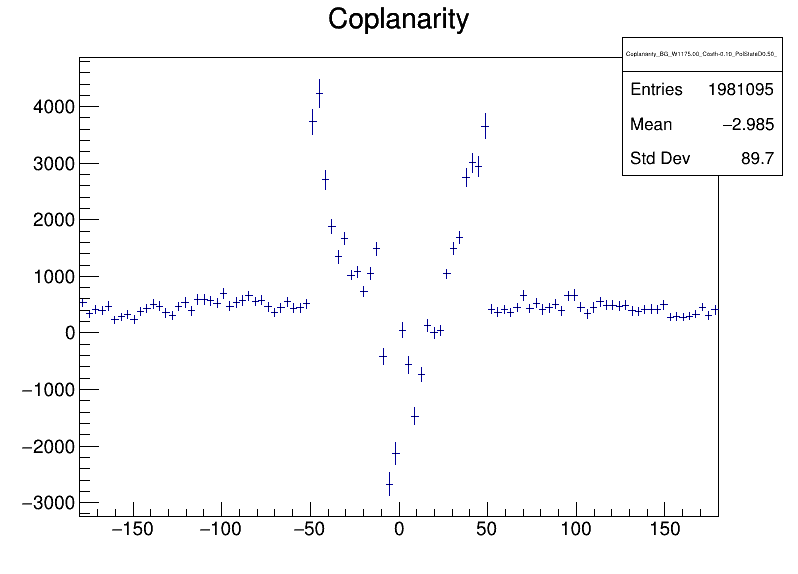 Coplanarity
Coplanarity_BG_W1175.00_Costh-0.10_PolStateD0.50_
Entries 1981095
Mean −2.985
Std Dev 89.7
4000
3000
2000
1000
0
−1000
−2000
−3000
−150 −100 −50 0 50 100 150